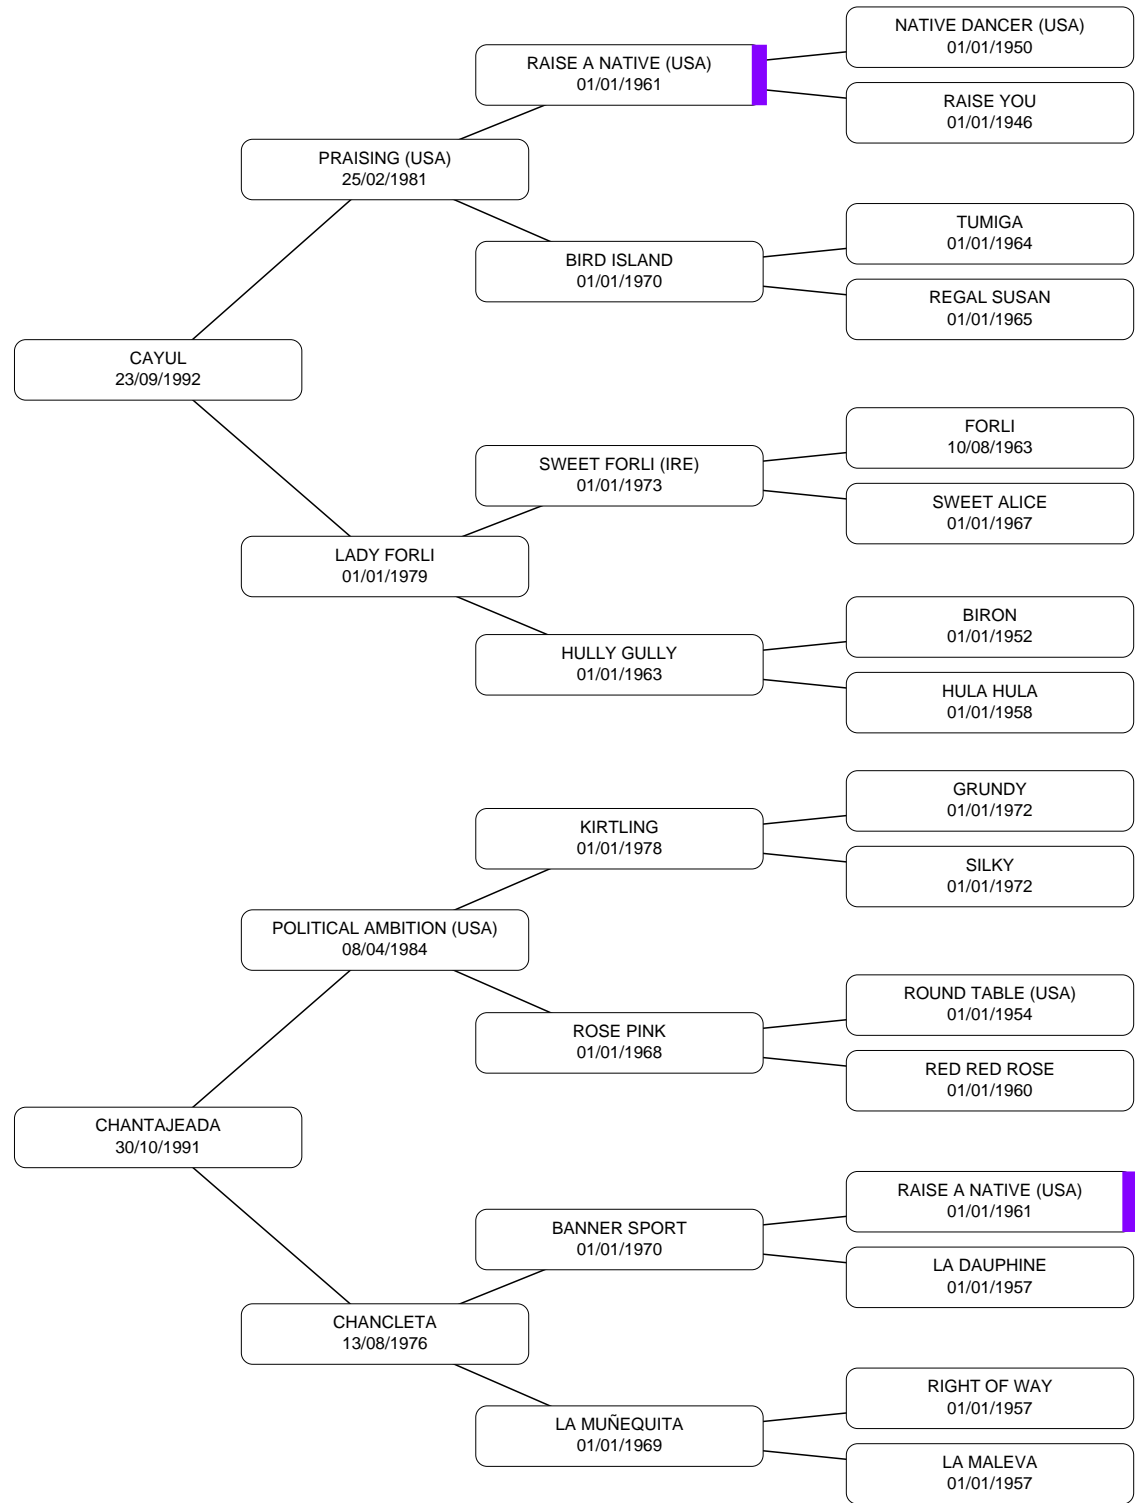 NATIVE DANCER (USA)
01/01/1950
RAISE A NATIVE (USA)
01/01/1961
RAISE YOU
01/01/1946
PRAISING (USA)
25/02/1981
TUMIGA
01/01/1964
BIRD ISLAND
01/01/1970
REGAL SUSAN
01/01/1965
CAYUL
23/09/1992
FORLI
10/08/1963
SWEET FORLI (IRE)
01/01/1973
SWEET ALICE
01/01/1967
LADY FORLI
01/01/1979
BIRON
01/01/1952
HULLY GULLY
01/01/1963
HULA HULA
01/01/1958
GRUNDY
01/01/1972
KIRTLING
01/01/1978
SILKY
01/01/1972
POLITICAL AMBITION (USA)
08/04/1984
ROUND TABLE (USA)
01/01/1954
ROSE PINK
01/01/1968
RED RED ROSE
01/01/1960
CHANTAJEADA
30/10/1991
RAISE A NATIVE (USA)
01/01/1961
BANNER SPORT
01/01/1970
LA DAUPHINE
01/01/1957
CHANCLETA
13/08/1976
RIGHT OF WAY
01/01/1957
LA MUÑEQUITA
01/01/1969
LA MALEVA
01/01/1957